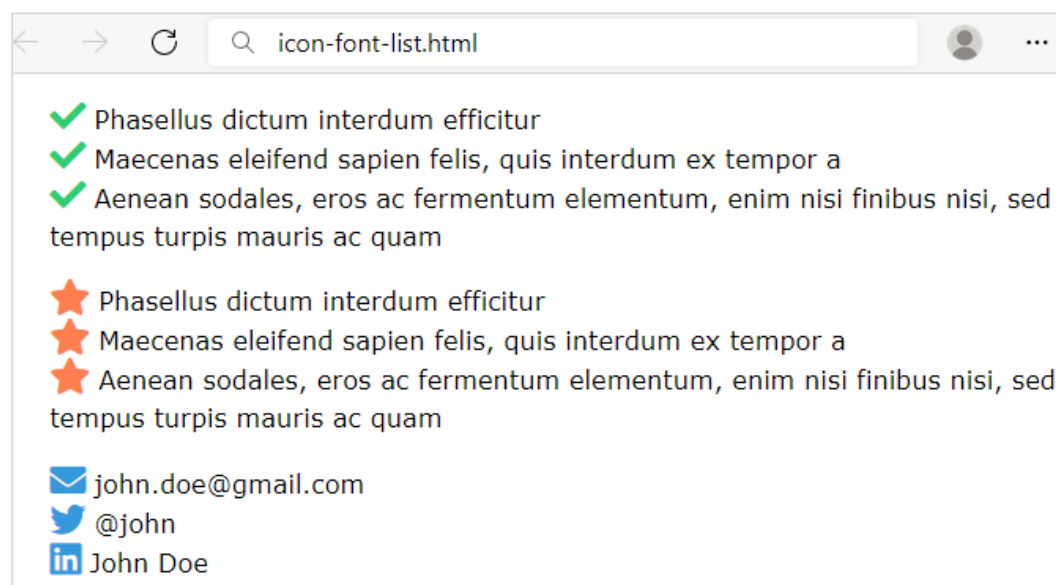 icon-font-list.html
Phasellus dictum interdum efficitur
Maecenas eleifend sapien felis, quis interdum ex tempor a
Aenean sodales, eros ac fermentum elementum, enim nisi finibus nisi, sed
tempus turpis mauris ac quam
Phasellus dictum interdum efficitur
Maecenas eleifend sapien felis, quis interdum ex tempor a
Aenean sodales, eros ac fermentum elementum, enim nisi finibus nisi, sed
tempus turpis mauris ac quam
john.doe@gmail.com
@john
in John Doe